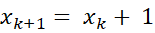 x_{k+1} = x_k + 1